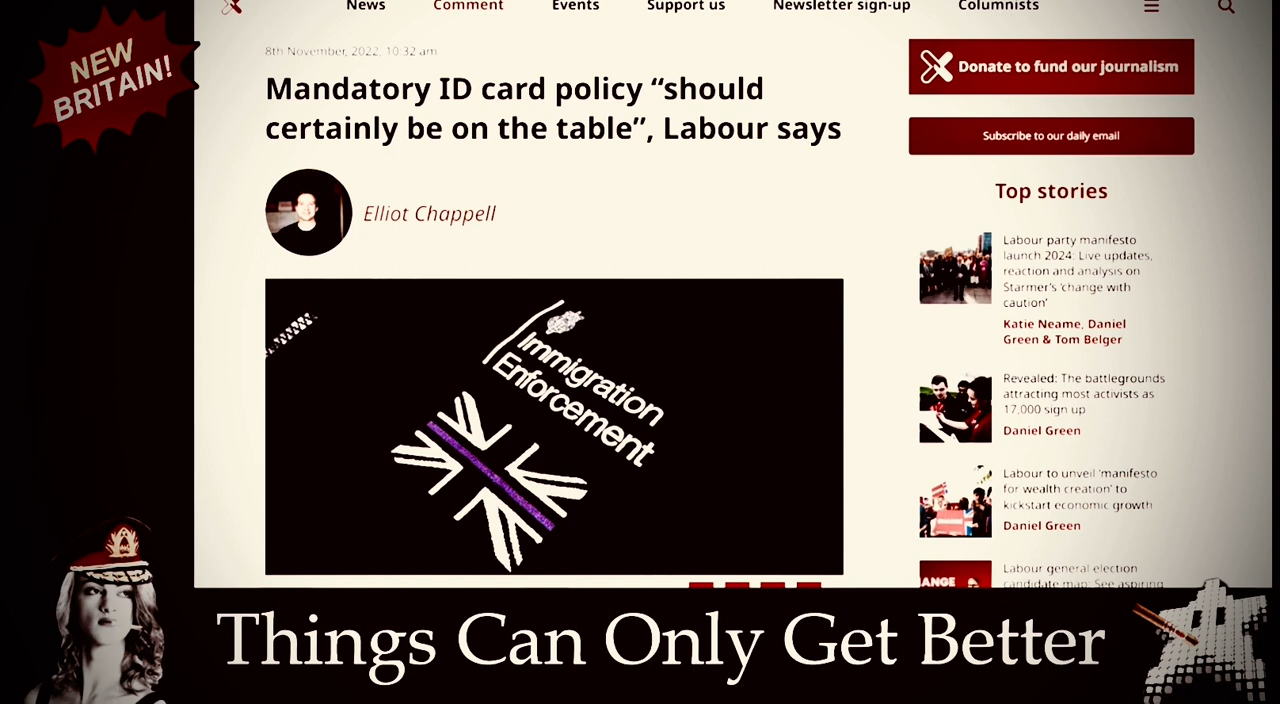 News Comment Events Support us Newsletter sign-up Columnists
NEW
BRITAIN!
8th November, 2022, 10:32 am
Mandatory ID card policy “should
certainly be on the table”, Labour says
Elliot Chappell
Immigration
Enforcement
Donate to fund our journalism
Subscribe to our daily email
Top stories
Labour party manifesto
launch 2024: Live updates,
reaction and analysis on
Starmer's ‘change with
caution’
Katie Neame, Daniel
Green & Tom Belger
Revealed: The battlegrounds
attracting most activists as
17,000 sign up
Daniel Green
Labour to unveil ‘manifesto
for wealth creation’ to
kickstart economic growth
Daniel Green
ANGE
Labour general election
candidate map: See aspiring
Things Can Only Get Better